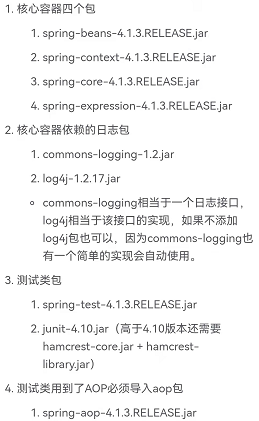 1. 核心容器四个包
1. spring-beans-4.1.3.RELEASE.jar
2. spring-context-4.1.3.RELEASE.jar
3. spring-core-4.1.3.RELEASE.jar
4. spring-expression-4.1.3.RELEASE.jar
2. 核心容器依赖的日志包
1. commons-logging-1.2.jar
2. log4j-1.2.17.jar
commons-logging相当于一个日志接口，
log4j相当于该接口的实现，如果不添加
log4j包也可以，因为commons-logging也
有一个简单的实现会自动使用。
3. 测试类包
1. spring-test-4.1.3.RELEASE.jar
2. junit-4.10.jar（高于4.10版本还需要
hamcrest-core.jar + hamcrest-
library.jar）
4. 测试类用到了AOP必须导入aop包
1. spring-aop-4.1.3.RELEASE.jar